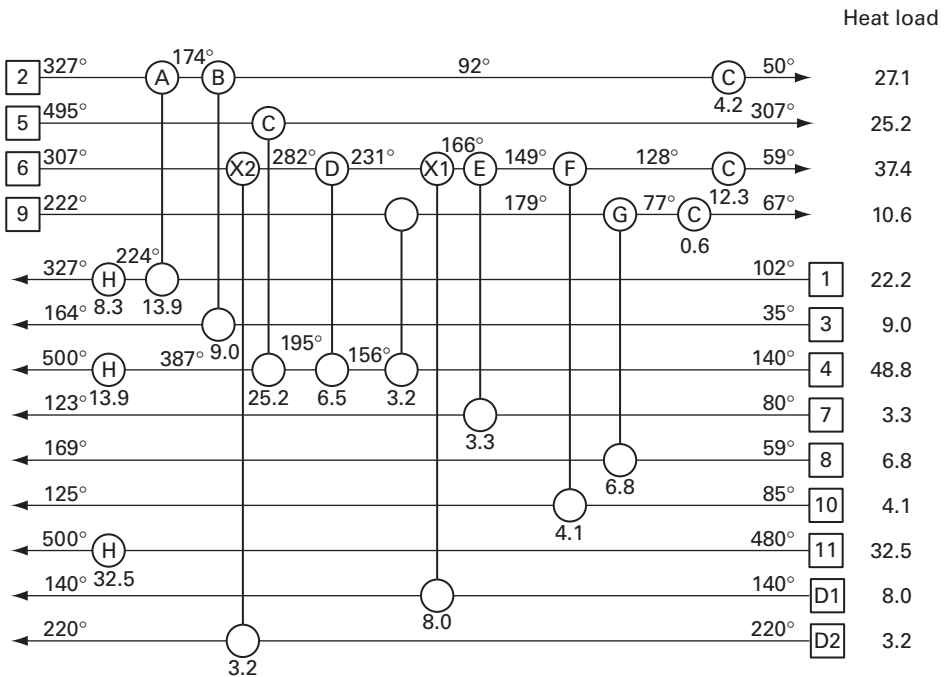 Heat load
2 327° A 174° B 92° C 50° 27.1
4.2
5 495° C 307° 25.2
6 307° X2 282° D 231° X1 166° E 149° F 128° C 59° 37.4
12.3
9 222° 179° G 77° C 67° 10.6
0.6
327° H 224° 102° 1 22.2
8.3 13.9
164° 35° 3 9.0
9.0
500° H 387° 195° 156° 140° 4 48.8
13.9 25.2 6.5 3.2
123° 80° 7 3.3
3.3
169° 59° 8 6.8
6.8
125° 85° 10 4.1
4.1
500° H 480° 11 32.5
32.5
140° 140° D1 8.0
8.0
220° 220° D2 3.2
3.2